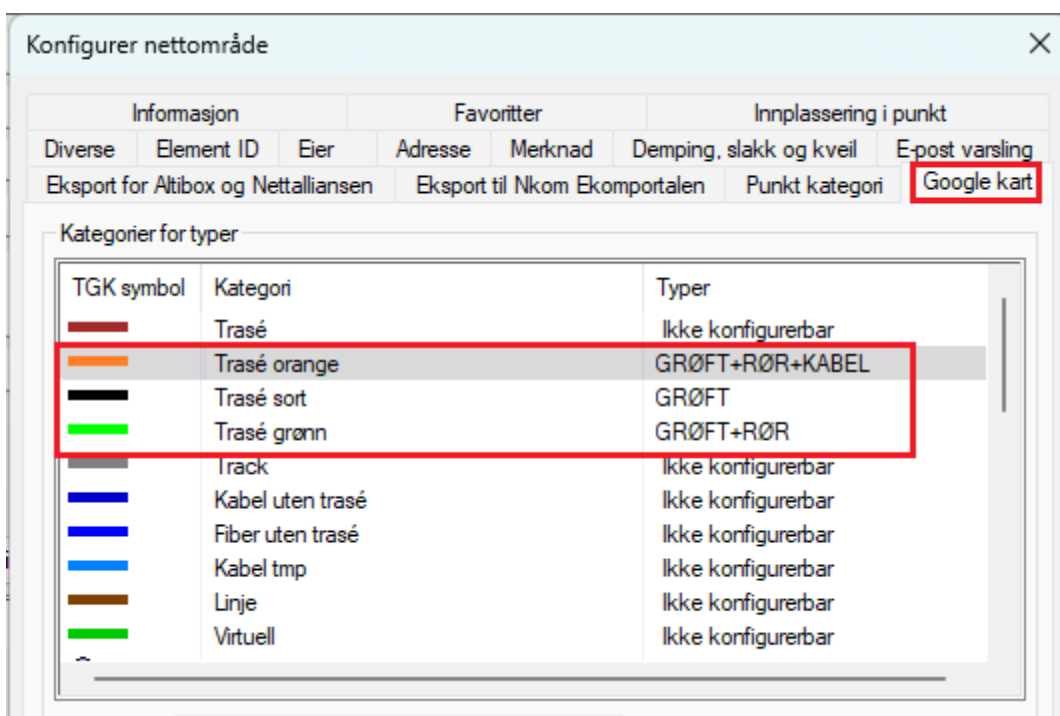 Konfigurer nettområde
Informasjon Favoritter Innplassering i punkt
Diverse Element ID Eier Adresse Merknad Demping, slakk og kveil E-post varsling
Eksport for Altibox og Nettalliansen Eksport til Nkom Ekomportalen Punkt kategori Google kart
Kategorier for typer
TGK symbol Kategori Typer
Trasé Ikke konfigurerbar
Trasé orange GRØFT+RØR+KABEL
Trasé sort GRØFT
Trasé grønn GRØFT+RØR
Track Ikke konfigurerbar
Kabel uten trasé Ikke konfigurerbar
Fiber uten trasé Ikke konfigurerbar
Kabel tmp Ikke konfigurerbar
Linje Ikke konfigurerbar
Virtuell Ikke konfigurerbar